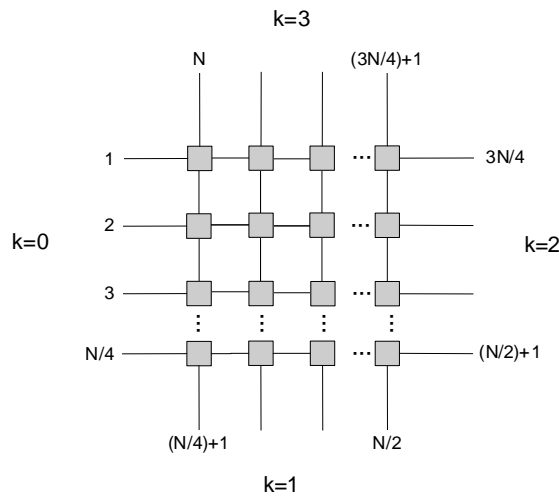 k=3
N (3N/4)+1
1 3N/4
2
k=0 k=2
3
N/4 (N/2)+1
(N/4)+1 N/2
k=1